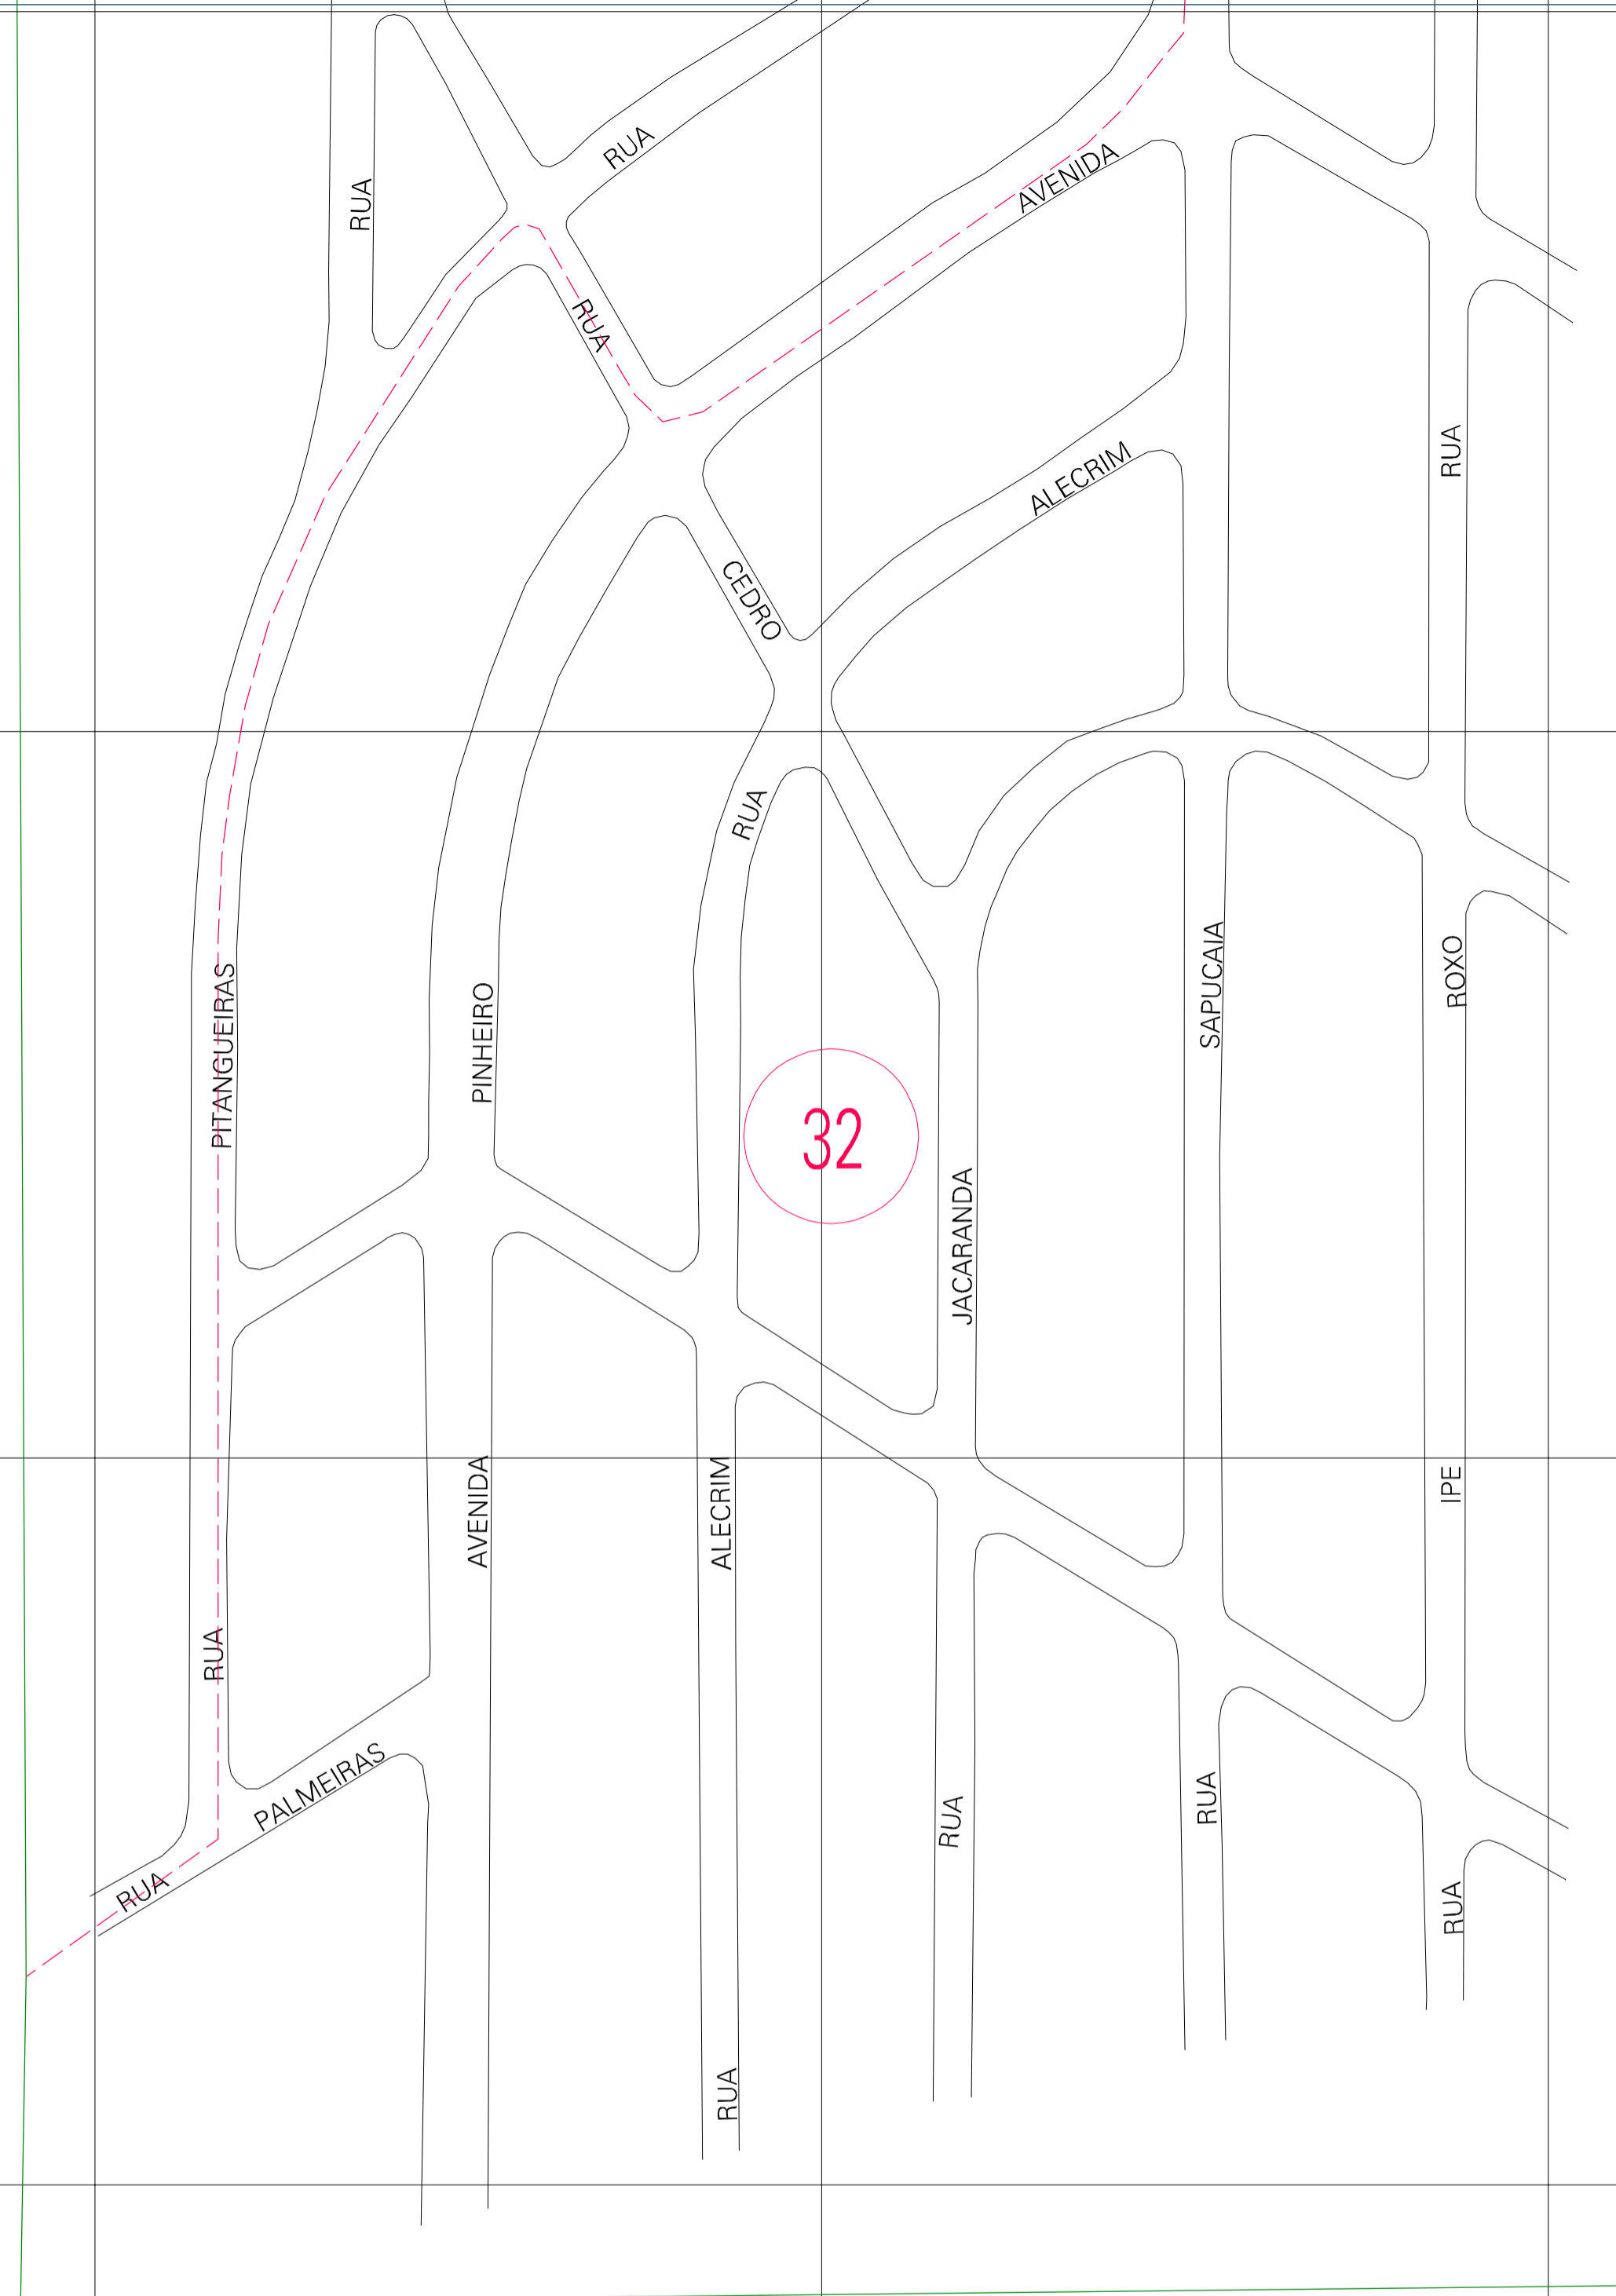 RUA
AVENIDA
RUA
RUA
ALECRIM
RUA
CEDRO
RUA
SAPUCAIA
ROXO
PITANGUEIRAS
PINHEIRO
32
JACARANDA
AVENIDA
ALECRIM
IPE
RUA
PALMEIRAS
RUA
RUA
RUA
RUA
RUA